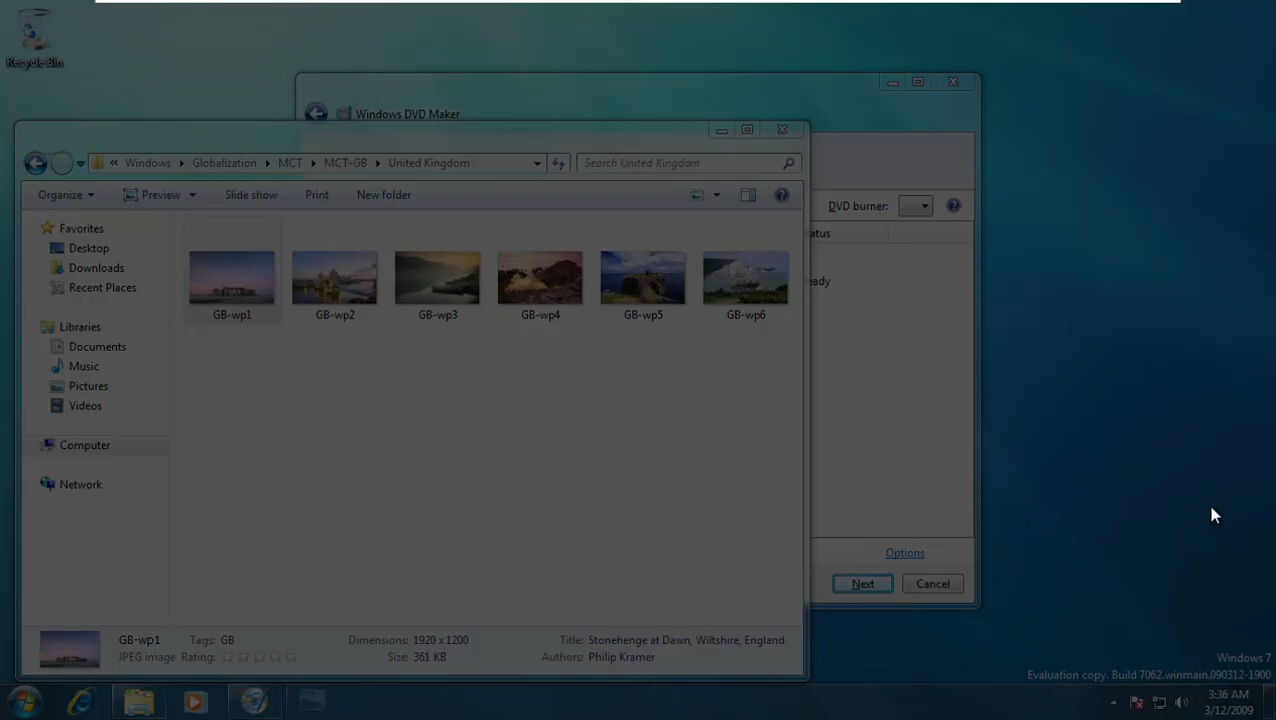 Recycle Bin
Windows DVD Maker
« Windows Globalization MCT MCT-GB United Kingdom
Search United Kingdom
Organize Preview Slide show Print New folder
DVD burner:
Favorites
Desktop
Downloads
Recent Places
Libraries
Documents
Music
Pictures
Videos
Computer
Network
GB-wp1 GB-wp2 GB-wp3 GB-wp4 GB-wp5 GB-wp6
atus
eady
Options
Next Cancel
GB-wp1 Tags: GB Dimensions: 1920 x 1200 Title: Stonehenge at Dawn, Wiltshire, England
JPEG image Rating: Size: 361 KB Authors: Philip Kramer
Windows 7
Evaluation copy. Build 7062.winmain.090312-1900
3:36 AM
3/12/2009